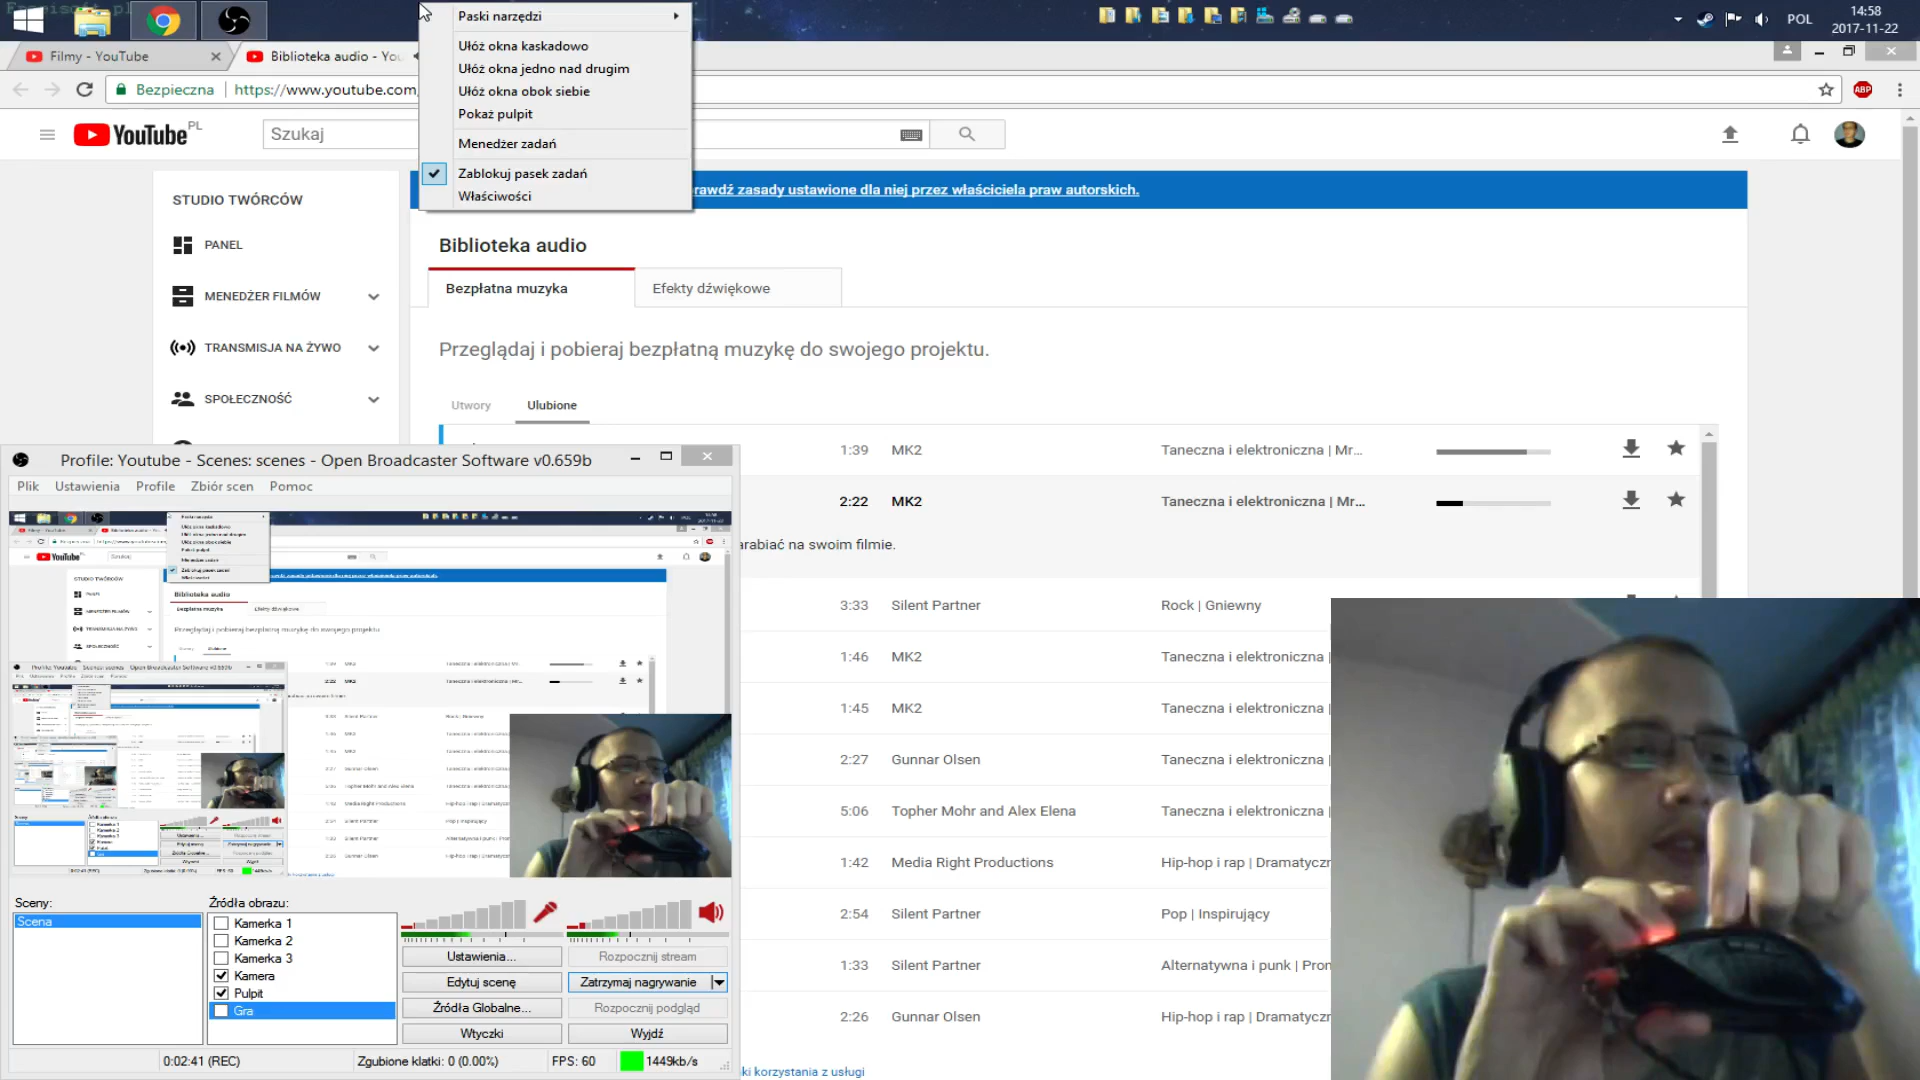 POL
14:58
2017-11-22
Paski narzędzi
Ułóż okna kaskadowo
Ułóż okna jedno nad drugim
Ułóż okna obok siebie
Pokaż pulpit
Menedżer zadań
Zablokuj pasek zadań
Właściwości
Filmy - YouTube
Biblioteka audio - You
Bezpieczna
https://www.youtube.com
ABP
YouTube PL
Szukaj
rawdź zasady ustawione dla niej przez właściciela praw autorskich.
STUDIO TWÓRCÓW
PANEL
MENEDŻER FILMÓW
TRANSMISJA NA ŻYWO
SPOŁECZNOŚĆ
Biblioteka audio
Bezpłatna muzyka
Efekty dźwiękowe
Przeglądaj i pobieraj bezpłatną muzykę do swojego projektu.
Utwory
Ulubione
1:39 MK2 Taneczna i elektroniczna | Mr...
2:22 MK2 Taneczna i elektroniczna | Mr...
arabiać na swoim filmie.
3:33 Silent Partner Rock | Gniewny
1:46 MK2 Taneczna i elektroniczna |
1:45 MK2 Taneczna i elektroniczna |
2:27 Gunnar Olsen Taneczna i elektroniczna |
5:06 Topher Mohr and Alex Elena Taneczna i elektroniczna |
1:42 Media Right Productions Hip-hop i rap | Dramatyczr
2:54 Silent Partner Pop | Inspirujący
1:33 Silent Partner Alternatywna i punk | Pron
2:26 Gunnar Olsen Hip-hop i rap | Dramatyczr
ki korzystania z usługi
Profile: Youtube - Scenes: scenes - Open Broadcaster Software v0.659b
Plik Ustawienia Profile Zbiór scen Pomoc
Sceny:
Scena
Źródła obrazu:
Kamerka 1
Kamerka 2
Kamerka 3
Kamera
Pulpit
Gra
Ustawienia...
Rozpocznij stream
Edytuj scenę
Zatrzymaj nagrywanie
Źródła Globalne...
Rozpocznij podgląd
Wtyczki
Wyjdź
0:02:41 (REC)
Zgubione klatki: 0 (0.00%)
FPS: 60
1449kb/s